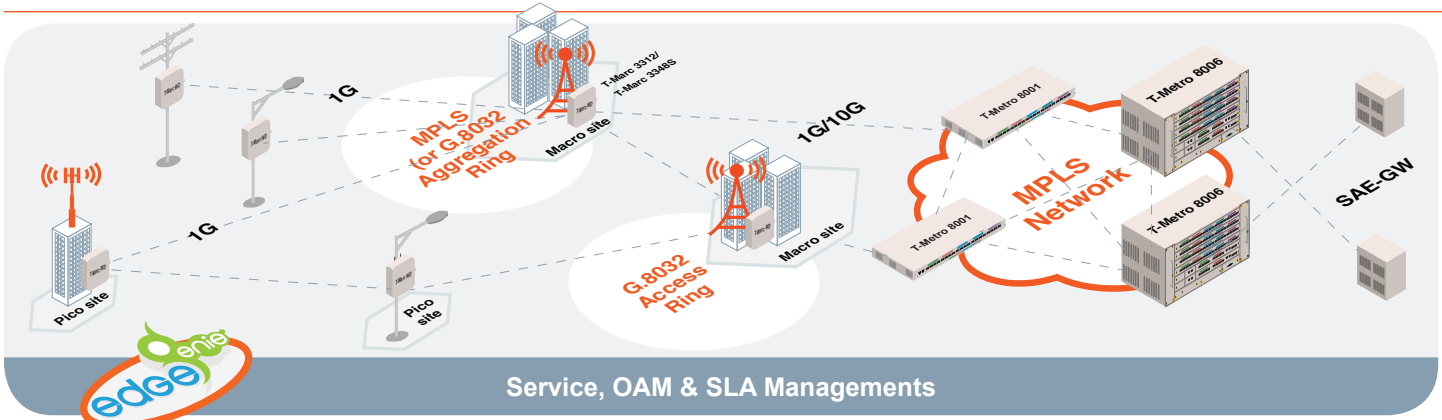 1G
MPLS
(or G.8032
Aggregation
Ring
T-Marc 3312/
T-Marc 3348S
Macro site
1G/10G
T-Metro 8001
T-Metro 8006
MPLS
Network
T-Metro 8001
T-Metro 8006
SAE-GW
1G
Pico site
Pico
site
G.8032
Access
Ring
Macro site
edge
genie
Service, OAM & SLA Managements